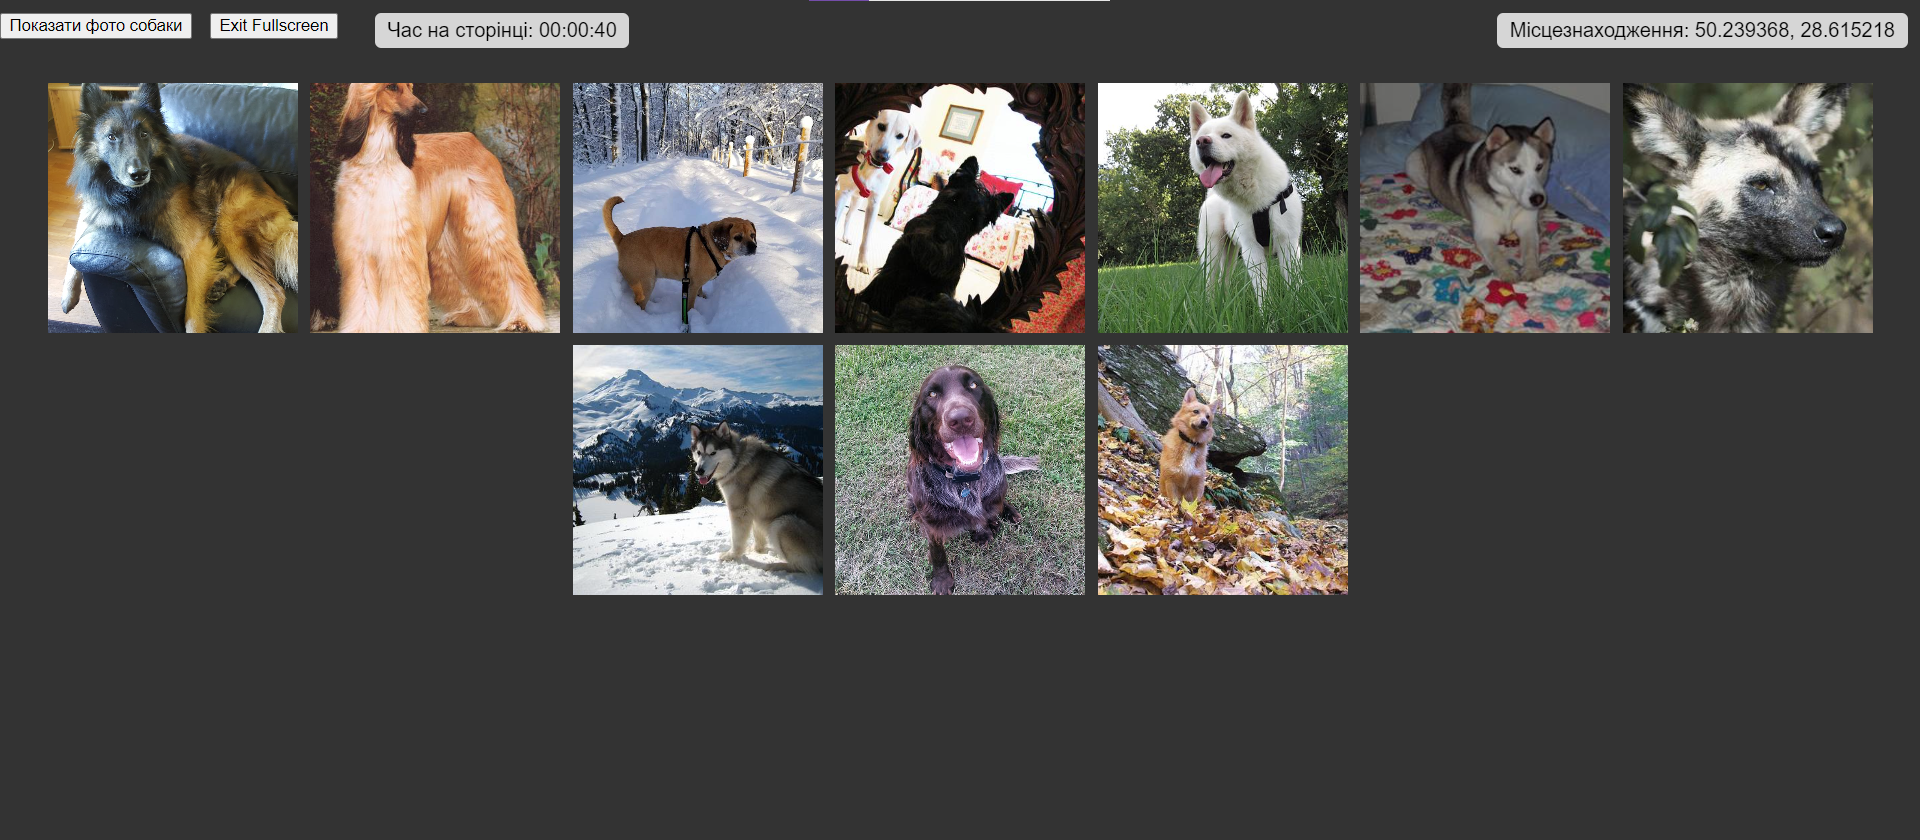 Показати фото собаки
Exit Fullscreen
Час на сторінці: 00:00:40
Місцезнаходження: 50.239368, 28.615218